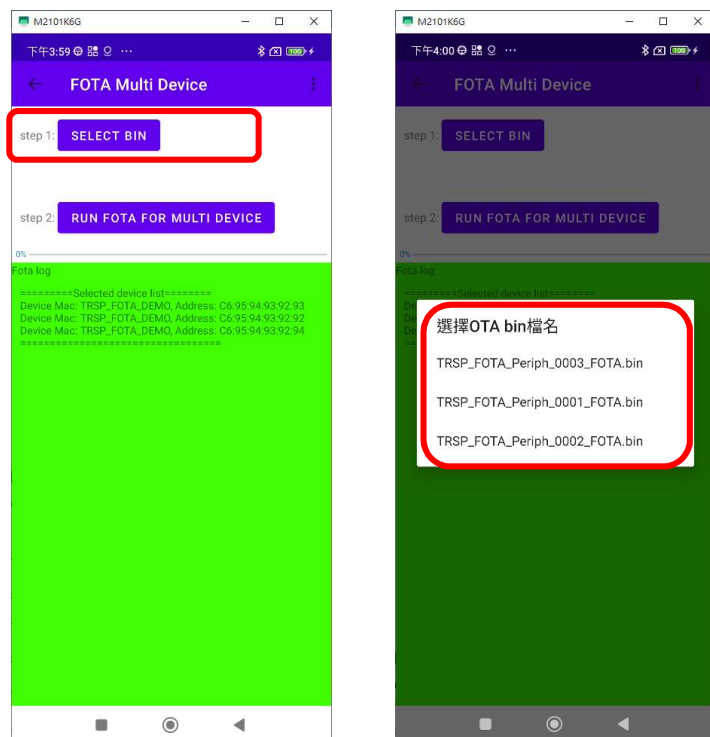 M2101K6G
下午3:59
FOTA Multi Device
step 1: SELECT BIN
step 2: RUN FOTA FOR MULTI DEVICE
0%
Fota log
=========Selected device list========
Device Mac: TRSP_FOTA_DEMO, Address: C6:95:94:93:92:93
Device Mac: TRSP_FOTA_DEMO, Address: C6:95:94:93:92:92
Device Mac: TRSP_FOTA_DEMO, Address: C6:95:94:93:92:94
==================================
M2101K6G
下午4:00
FOTA Multi Device
step 1: SELECT BIN
step 2: RUN FOTA FOR MULTI DEVICE
0%
Fota log
=========Selected device list========
選擇OTA bin檔名
TRSP_FOTA_Periph_0003_FOTA.bin
TRSP_FOTA_Periph_0001_FOTA.bin
TRSP_FOTA_Periph_0002_FOTA.bin